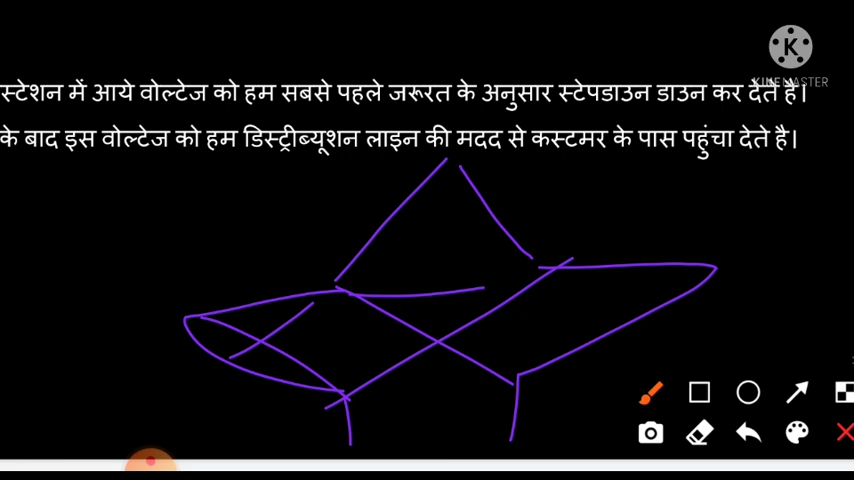 स्टेशन में आये वोल्टेज को हम सबसे पहले जरूरत के अनुसार स्टेपडाउन डाउन कर देते है।
के बाद इस वोल्टेज को हम डिस्ट्रीब्यूशन लाइन की मदद से कस्टमर के पास पहुंचा देते है।
K
KINEMASTER